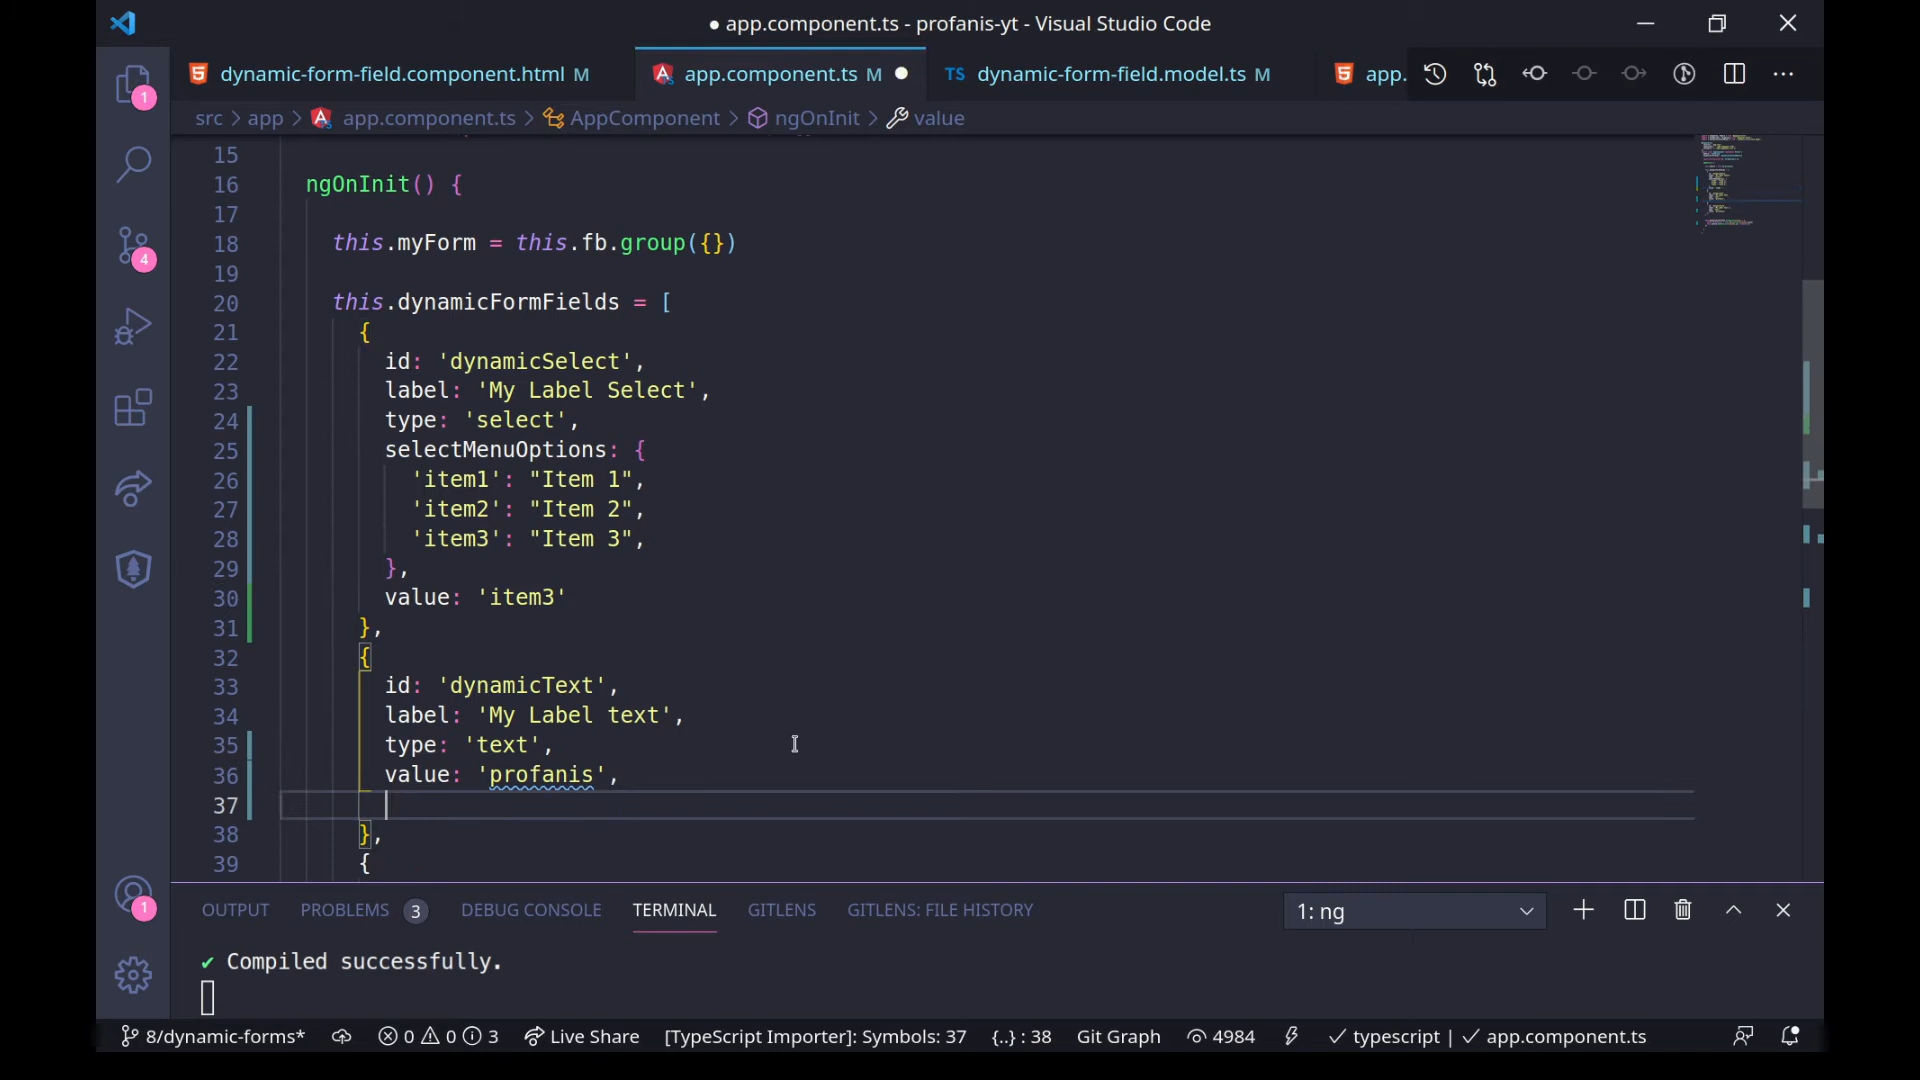 ● app.component.ts - profanis-yt - Visual Studio Code
dynamic-form-field.component.html M
app.component.ts M
dynamic-form-field.model.ts M
app.
src > app > app.component.ts > AppComponent > ngOnInit > value
15
16 ngOnInit() {
17
18 this.myForm = this.fb.group({})
19
20 this.dynamicFormFields = [
21 {
22 id: 'dynamicSelect',
23 label: 'My Label Select',
24 type: 'select',
25 selectMenuOptions: {
26 'item1': "Item 1",
27 'item2': "Item 2",
28 'item3': "Item 3",
29 },
30 value: 'item3'
31 },
32 {
33 id: 'dynamicText',
34 label: 'My Label text',
35 type: 'text',
36 value: 'profanis',
37
38 },
39 {
1
4
1
OUTPUT PROBLEMS 3 DEBUG CONSOLE TERMINAL GITLENS GITLENS: FILE HISTORY 1: ng
✔ Compiled successfully.
8/dynamic-forms* 0 0 3 Live Share [TypeScript Importer]: Symbols: 37 {..} : 38 Git Graph 4984 ✓ typescript | ✓ app.component.ts